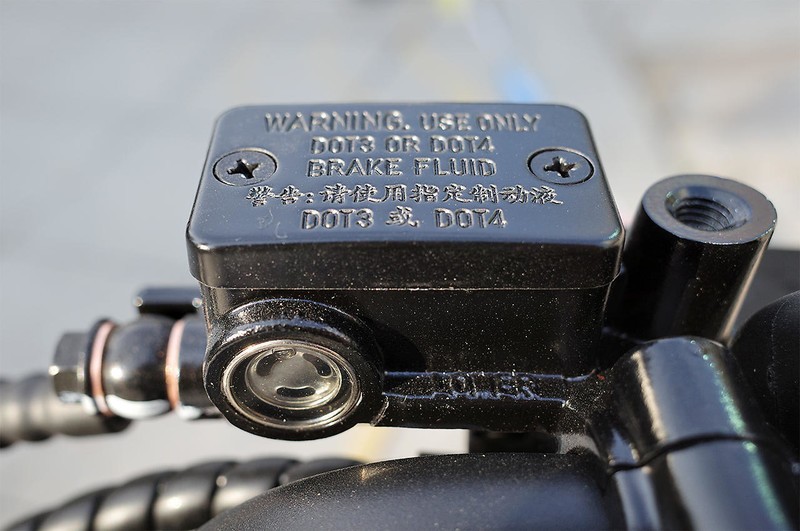 WARNING. USE ONLY
DOT3 OR DOT4
BRAKE FLUID
警告:请使用指定制动液
DOT3 或 DOT4